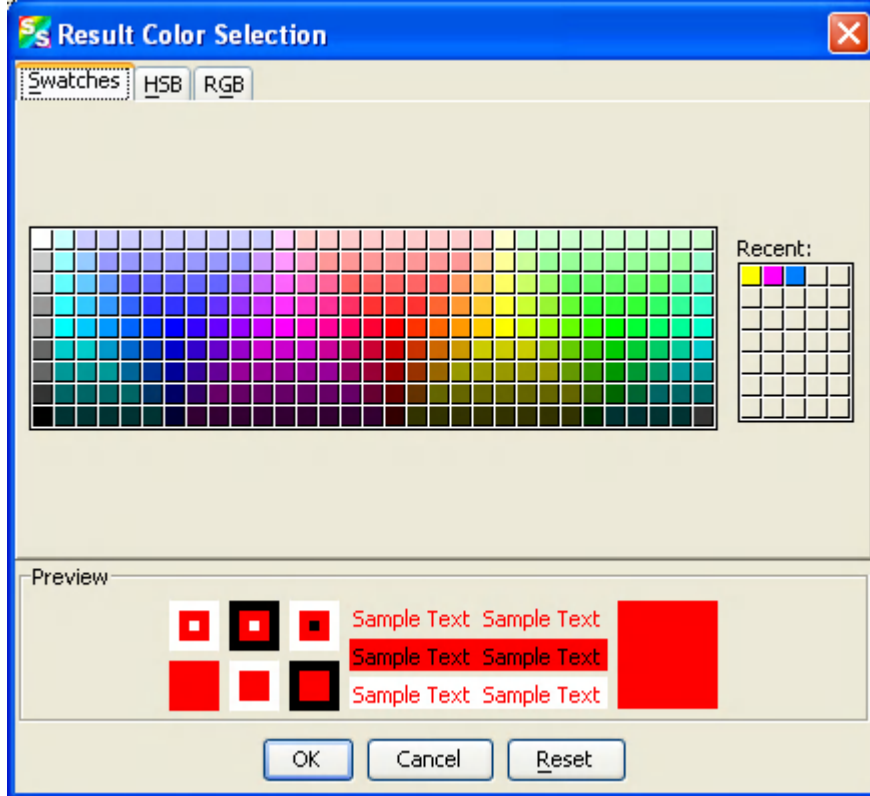 SS Result Color Selection
Swatches HSB RGB
Recent:
Preview
Sample Text Sample Text
Sample Text Sample Text
Sample Text Sample Text
OK Cancel Reset